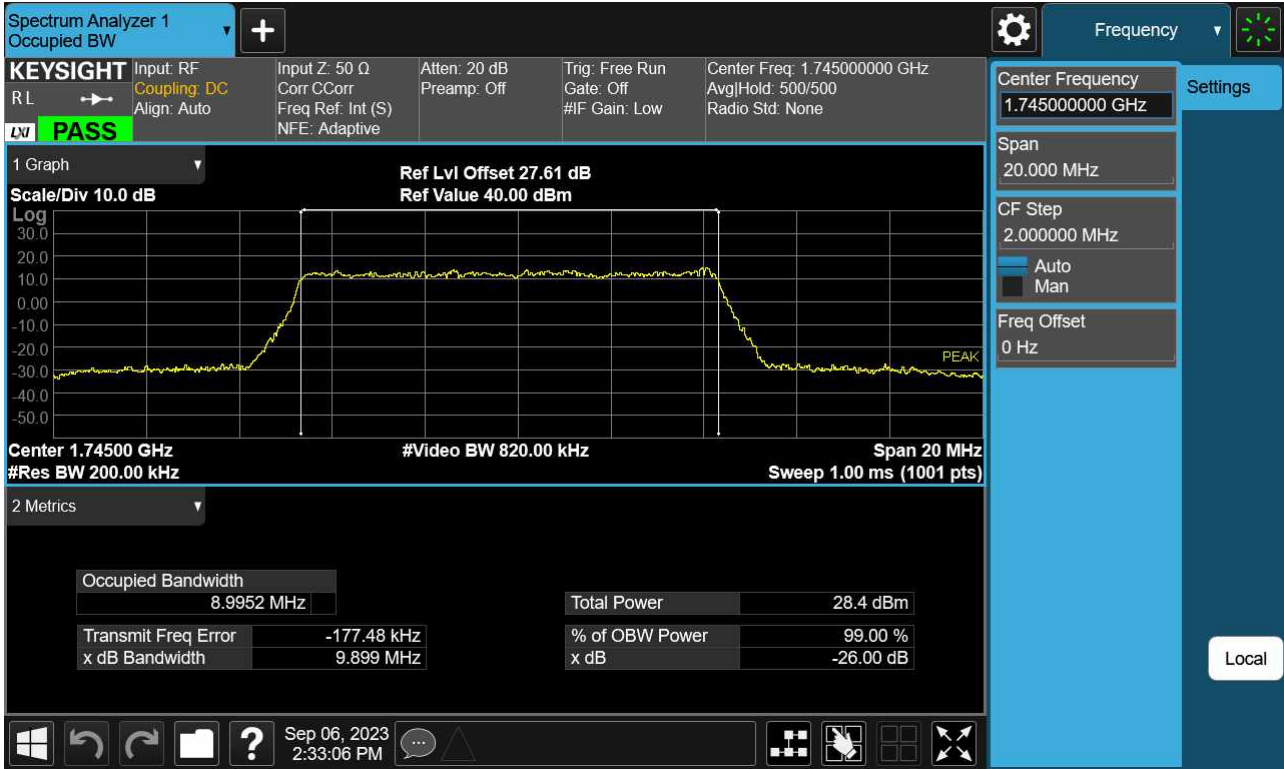 Spectrum Analyzer 1
Occupied BW
Frequency
KEYSIGHT
RL
LXI
PASS
Input: RF
Coupling: DC
Align: Auto
Input Z: 50 Ω
Corr CCorr
Freq Ref: Int (S)
NFE: Adaptive
Atten: 20 dB
Preamp: Off
Trig: Free Run
Gate: Off
#IF Gain: Low
Center Freq: 1.745000000 GHz
Avg|Hold: 500/500
Radio Std: None
Center Frequency
1.745000000 GHz
Settings
Span
20.000 MHz
CF Step
2.000000 MHz
Auto
Man
Freq Offset
0 Hz
Local
1 Graph
Scale/Div 10.0 dB
Ref Lvl Offset 27.61 dB
Ref Value 40.00 dBm
Log
30.0
20.0
10.0
0.00
-10.0
-20.0
-30.0
-40.0
-50.0
PEAK
Center 1.74500 GHz
#Video BW 820.00 kHz
Span 20 MHz
#Res BW 200.00 kHz
Sweep 1.00 ms (1001 pts)
2 Metrics
Occupied Bandwidth
8.9952 MHz
Total Power 28.4 dBm
Transmit Freq Error -177.48 kHz
% of OBW Power 99.00 %
x dB Bandwidth 9.899 MHz
x dB -26.00 dB
?
Sep 06, 2023
2:33:06 PM